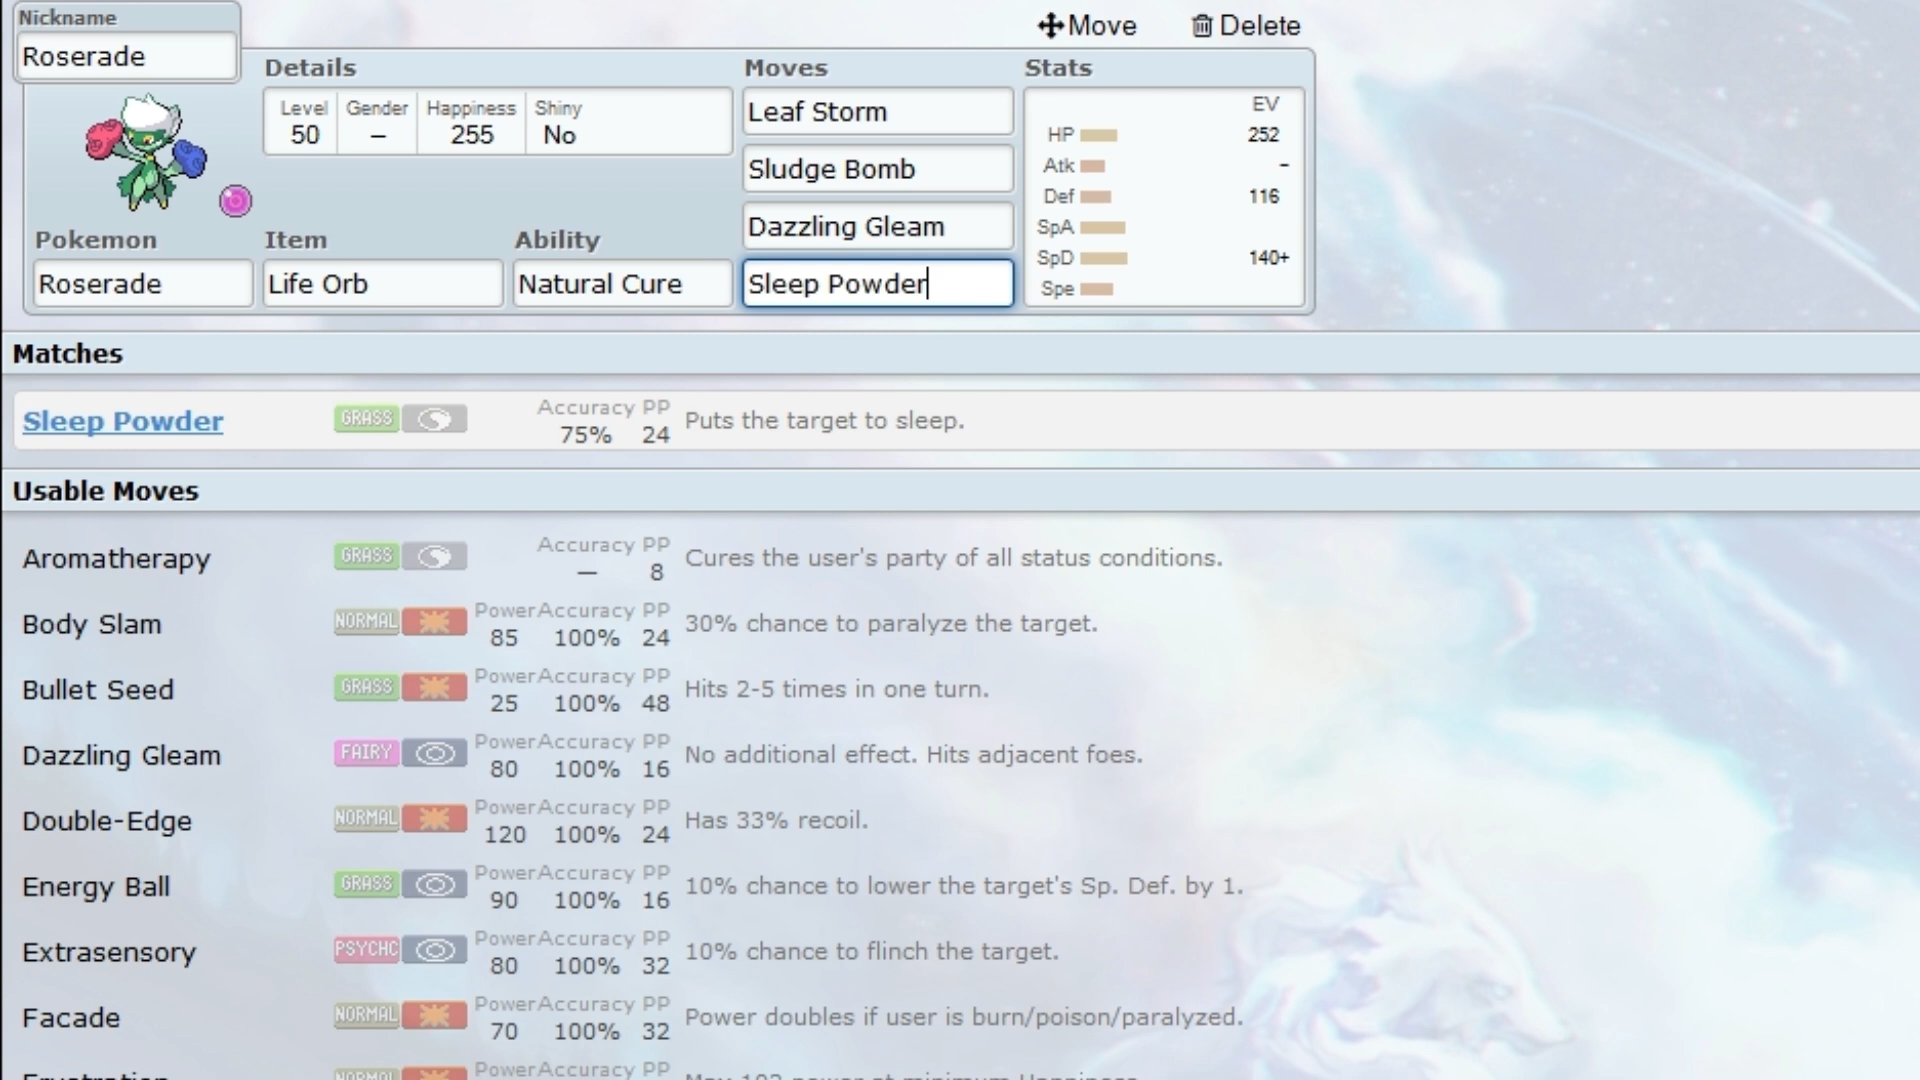 Nickname
Roserade
Move
Delete
Details
Moves
Stats
Level
50
Gender
–
Happiness
255
Shiny
No
Leaf Storm
Sludge Bomb
Dazzling Gleam
Sleep Powder
EV
HP 252
Atk –
Def 116
SpA
SpD 140+
Spe
Pokemon
Roserade
Item
Life Orb
Ability
Natural Cure
Matches
Sleep Powder GRASS Accuracy 75% PP 24 Puts the target to sleep.
Usable Moves
Aromatherapy GRASS Accuracy — PP 8 Cures the user's party of all status conditions.
Body Slam NORMAL Power 85 Accuracy 100% PP 24 30% chance to paralyze the target.
Bullet Seed GRASS Power 25 Accuracy 100% PP 48 Hits 2-5 times in one turn.
Dazzling Gleam FAIRY Power 80 Accuracy 100% PP 16 No additional effect. Hits adjacent foes.
Double-Edge NORMAL Power 120 Accuracy 100% PP 24 Has 33% recoil.
Energy Ball GRASS Power 90 Accuracy 100% PP 16 10% chance to lower the target's Sp. Def. by 1.
Extrasensory PSYCHC Power 80 Accuracy 100% PP 32 10% chance to flinch the target.
Facade NORMAL Power 70 Accuracy 100% PP 32 Power doubles if user is burn/poison/paralyzed.
Frustration NORMAL Power Accuracy PP Max 102 power at minimum Happiness.